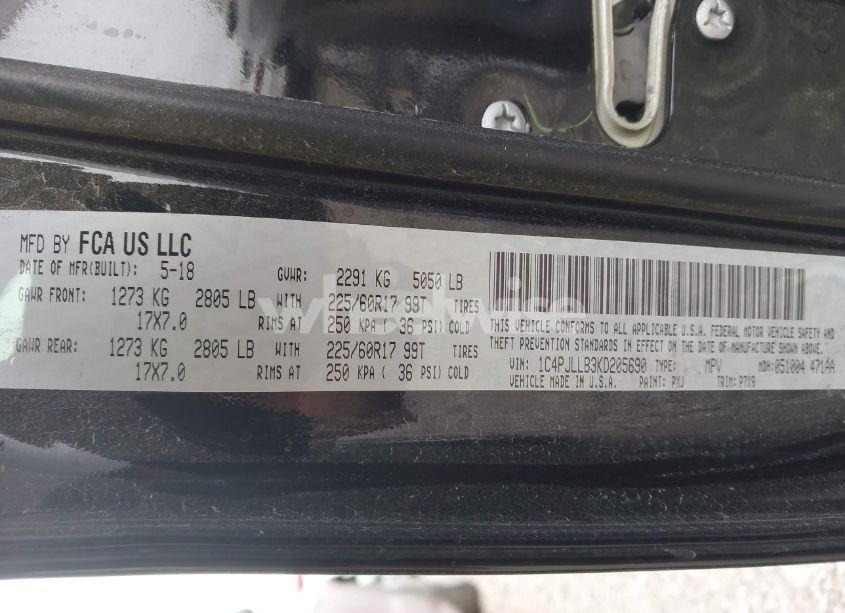 MFD BY FCA US LLC
DATE OF MFR(BUILT): 5-18 GVWR: 2291 KG 5050 LB
GAWR FRONT: 1273 KG 2805 LB WITH 225/60R17 99T TIRES
17X7.0 RIMS AT 250 KPA ( 36 PSI) COLD
GAWR REAR: 1273 KG 2805 LB WITH 225/60R17 99T TIRES
17X7.0 RIMS AT 250 KPA ( 36 PSI) COLD
THIS VEHICLE CONFORMS TO ALL APPLICABLE U.S.A. FEDERAL MOTOR VEHICLE SAFETY AND
THEFT PREVENTION STANDARDS IN EFFECT ON THE DATE OF MANUFACTURE SHOWN ABOVE.
VIN: 1C4PJLLB3KD205690 TYPE: MPV MDH: 051004 471AA
VEHICLE MADE IN U.S.A. PAINT: PXJ TRIM: P7X9